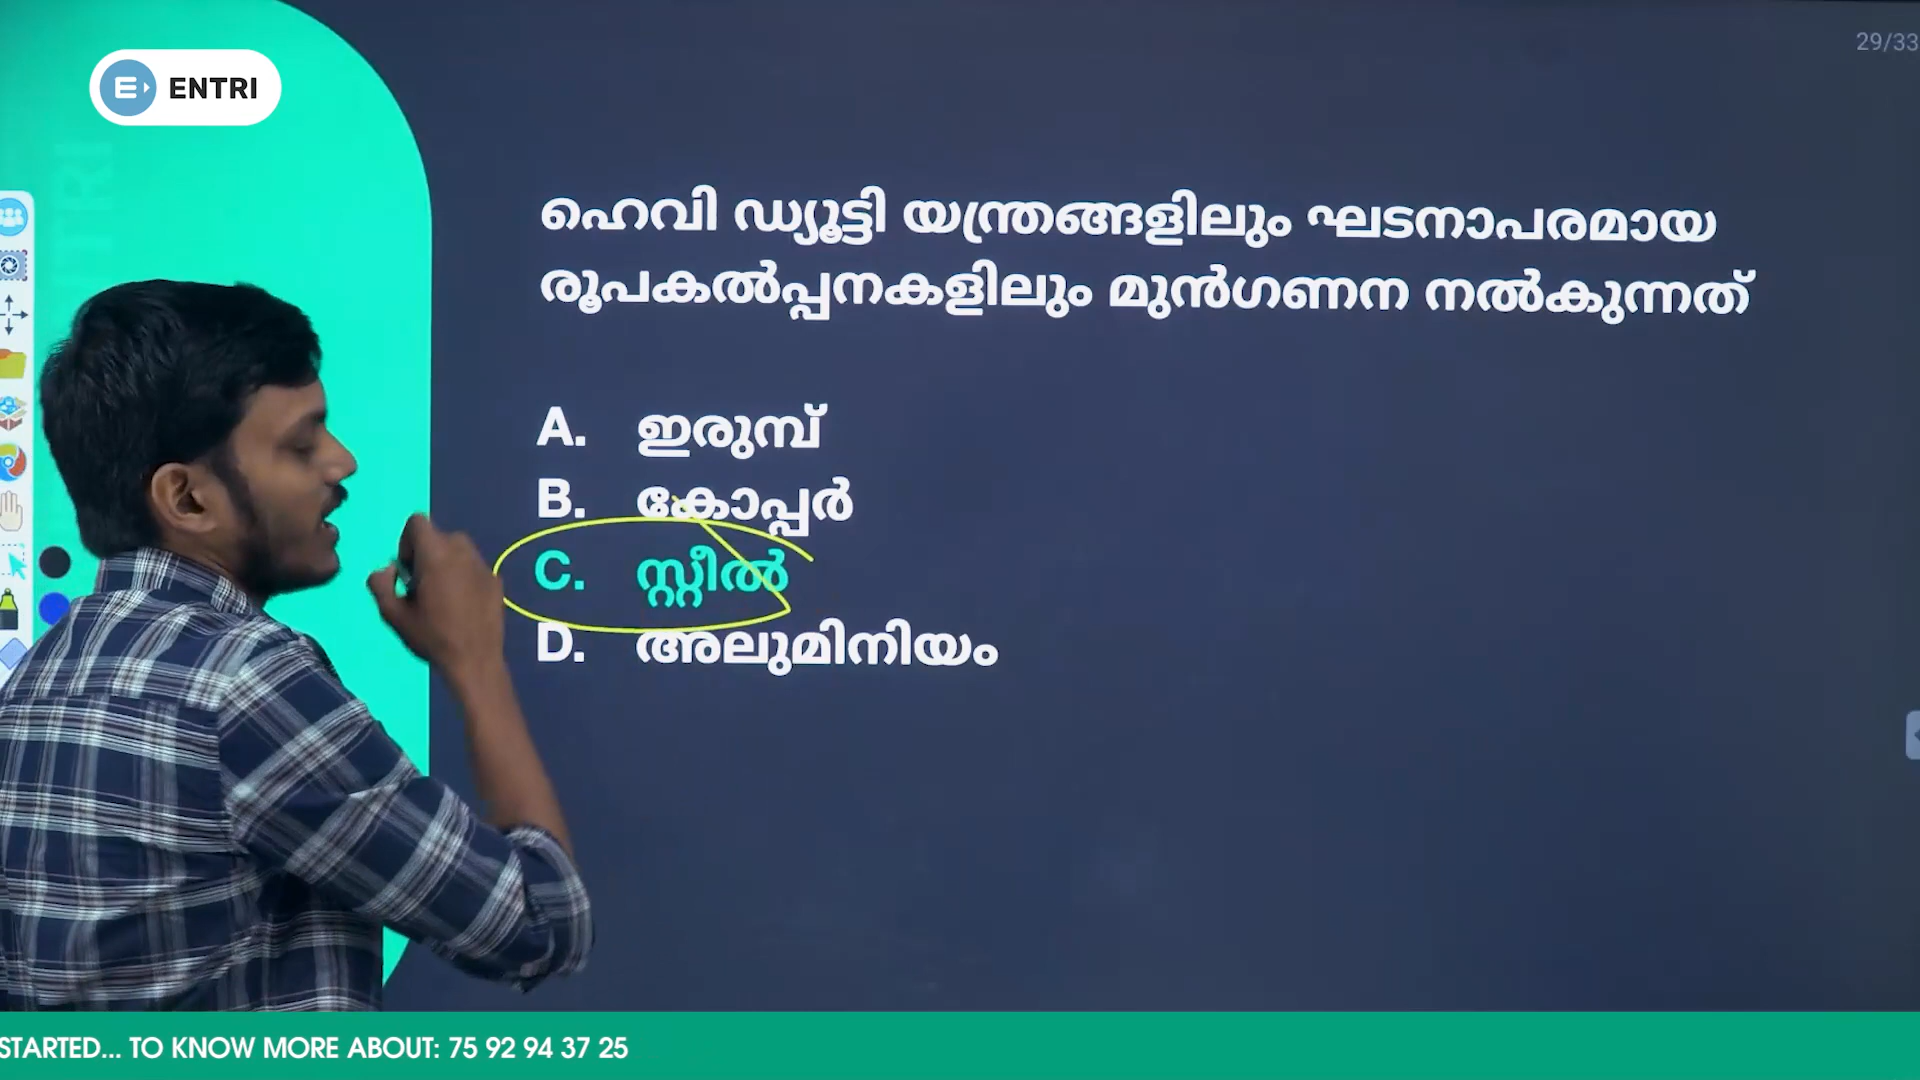 29/33
ENTRI
ഹെവി ഡ്യൂട്ടി യന്ത്രങ്ങളിലും ഘടനാപരമായ
രൂപകൽപ്പനകളിലും മുൻഗണന നൽകുന്നത്
A. ഇരുമ്പ്
B. കോപ്പർ
C. സ്റ്റീൽ
D. അലുമിനിയം
STARTED... TO KNOW MORE ABOUT: 75 92 94 37 25